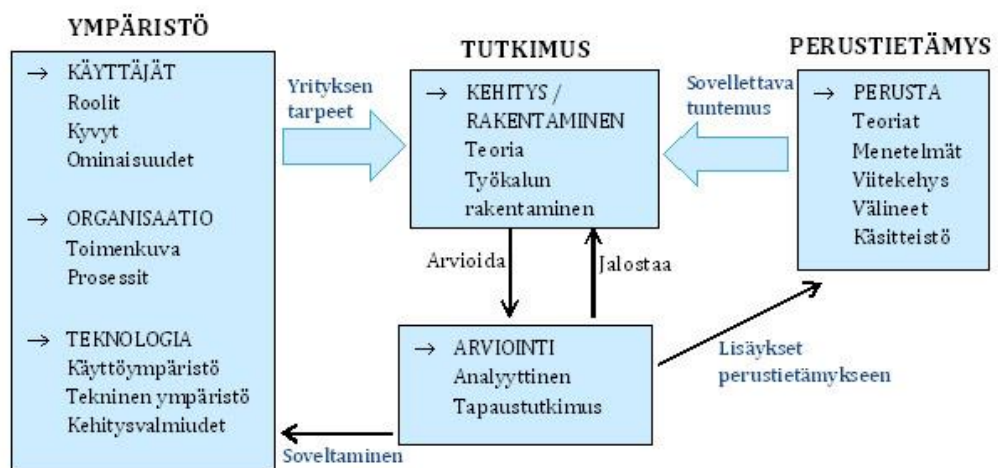 YMPÄRISTÖ
→ KÄYTTÄJÄT
Roolit
Kyvyt
Ominaisuudet
→ ORGANISAATIO
Toimenkuva
Prosessit
→ TEKNOLOGIA
Käyttöympäristö
Tekninen ympäristö
Kehitysvalmiudet
Yrityksen
tarpeet
TUTKIMUS
→ KEHITYS /
RAKENTAMINEN
Teoria
Työkalun
rakentaminen
Arvioida
Jalostaa
→ ARVIOINTI
Analyyttinen
Tapaustutkimus
Soveltaminen
Sovellettava
tuntemus
PERUSTIETÄMYS
→ PERUSTA
Teoriat
Menetelmät
Viitekehys
Välineet
Käsitteistö
Lisäykset
perustietämykseen